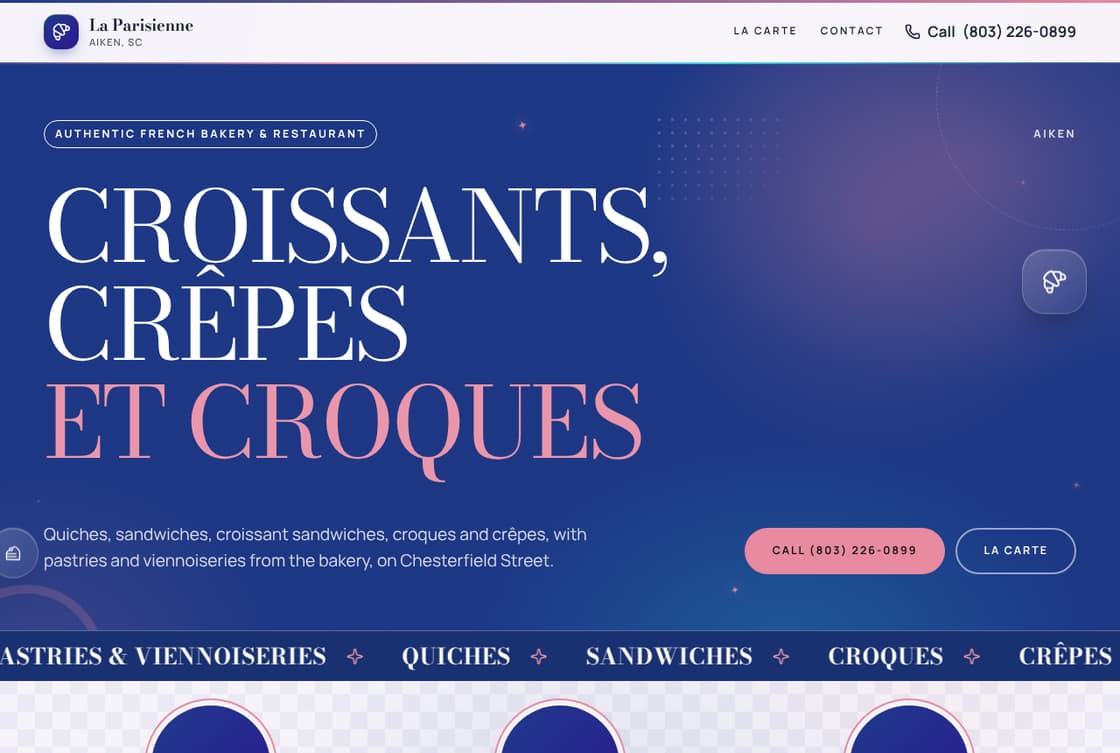 La Parisienne
AIKEN, SC
LA CARTE
CONTACT
Call (803) 226-0899
AUTHENTIC FRENCH BAKERY & RESTAURANT
AIKEN
CROISSANTS,
CRÊPES
ET CROQUES
Quiches, sandwiches, croissant sandwiches, croques and crêpes, with
pastries and viennoiseries from the bakery, on Chesterfield Street.
CALL (803) 226-0899
LA CARTE
ASTRIES & VIENNOISERIES QUICHES SANDWICHES CROQUES CRÊPES